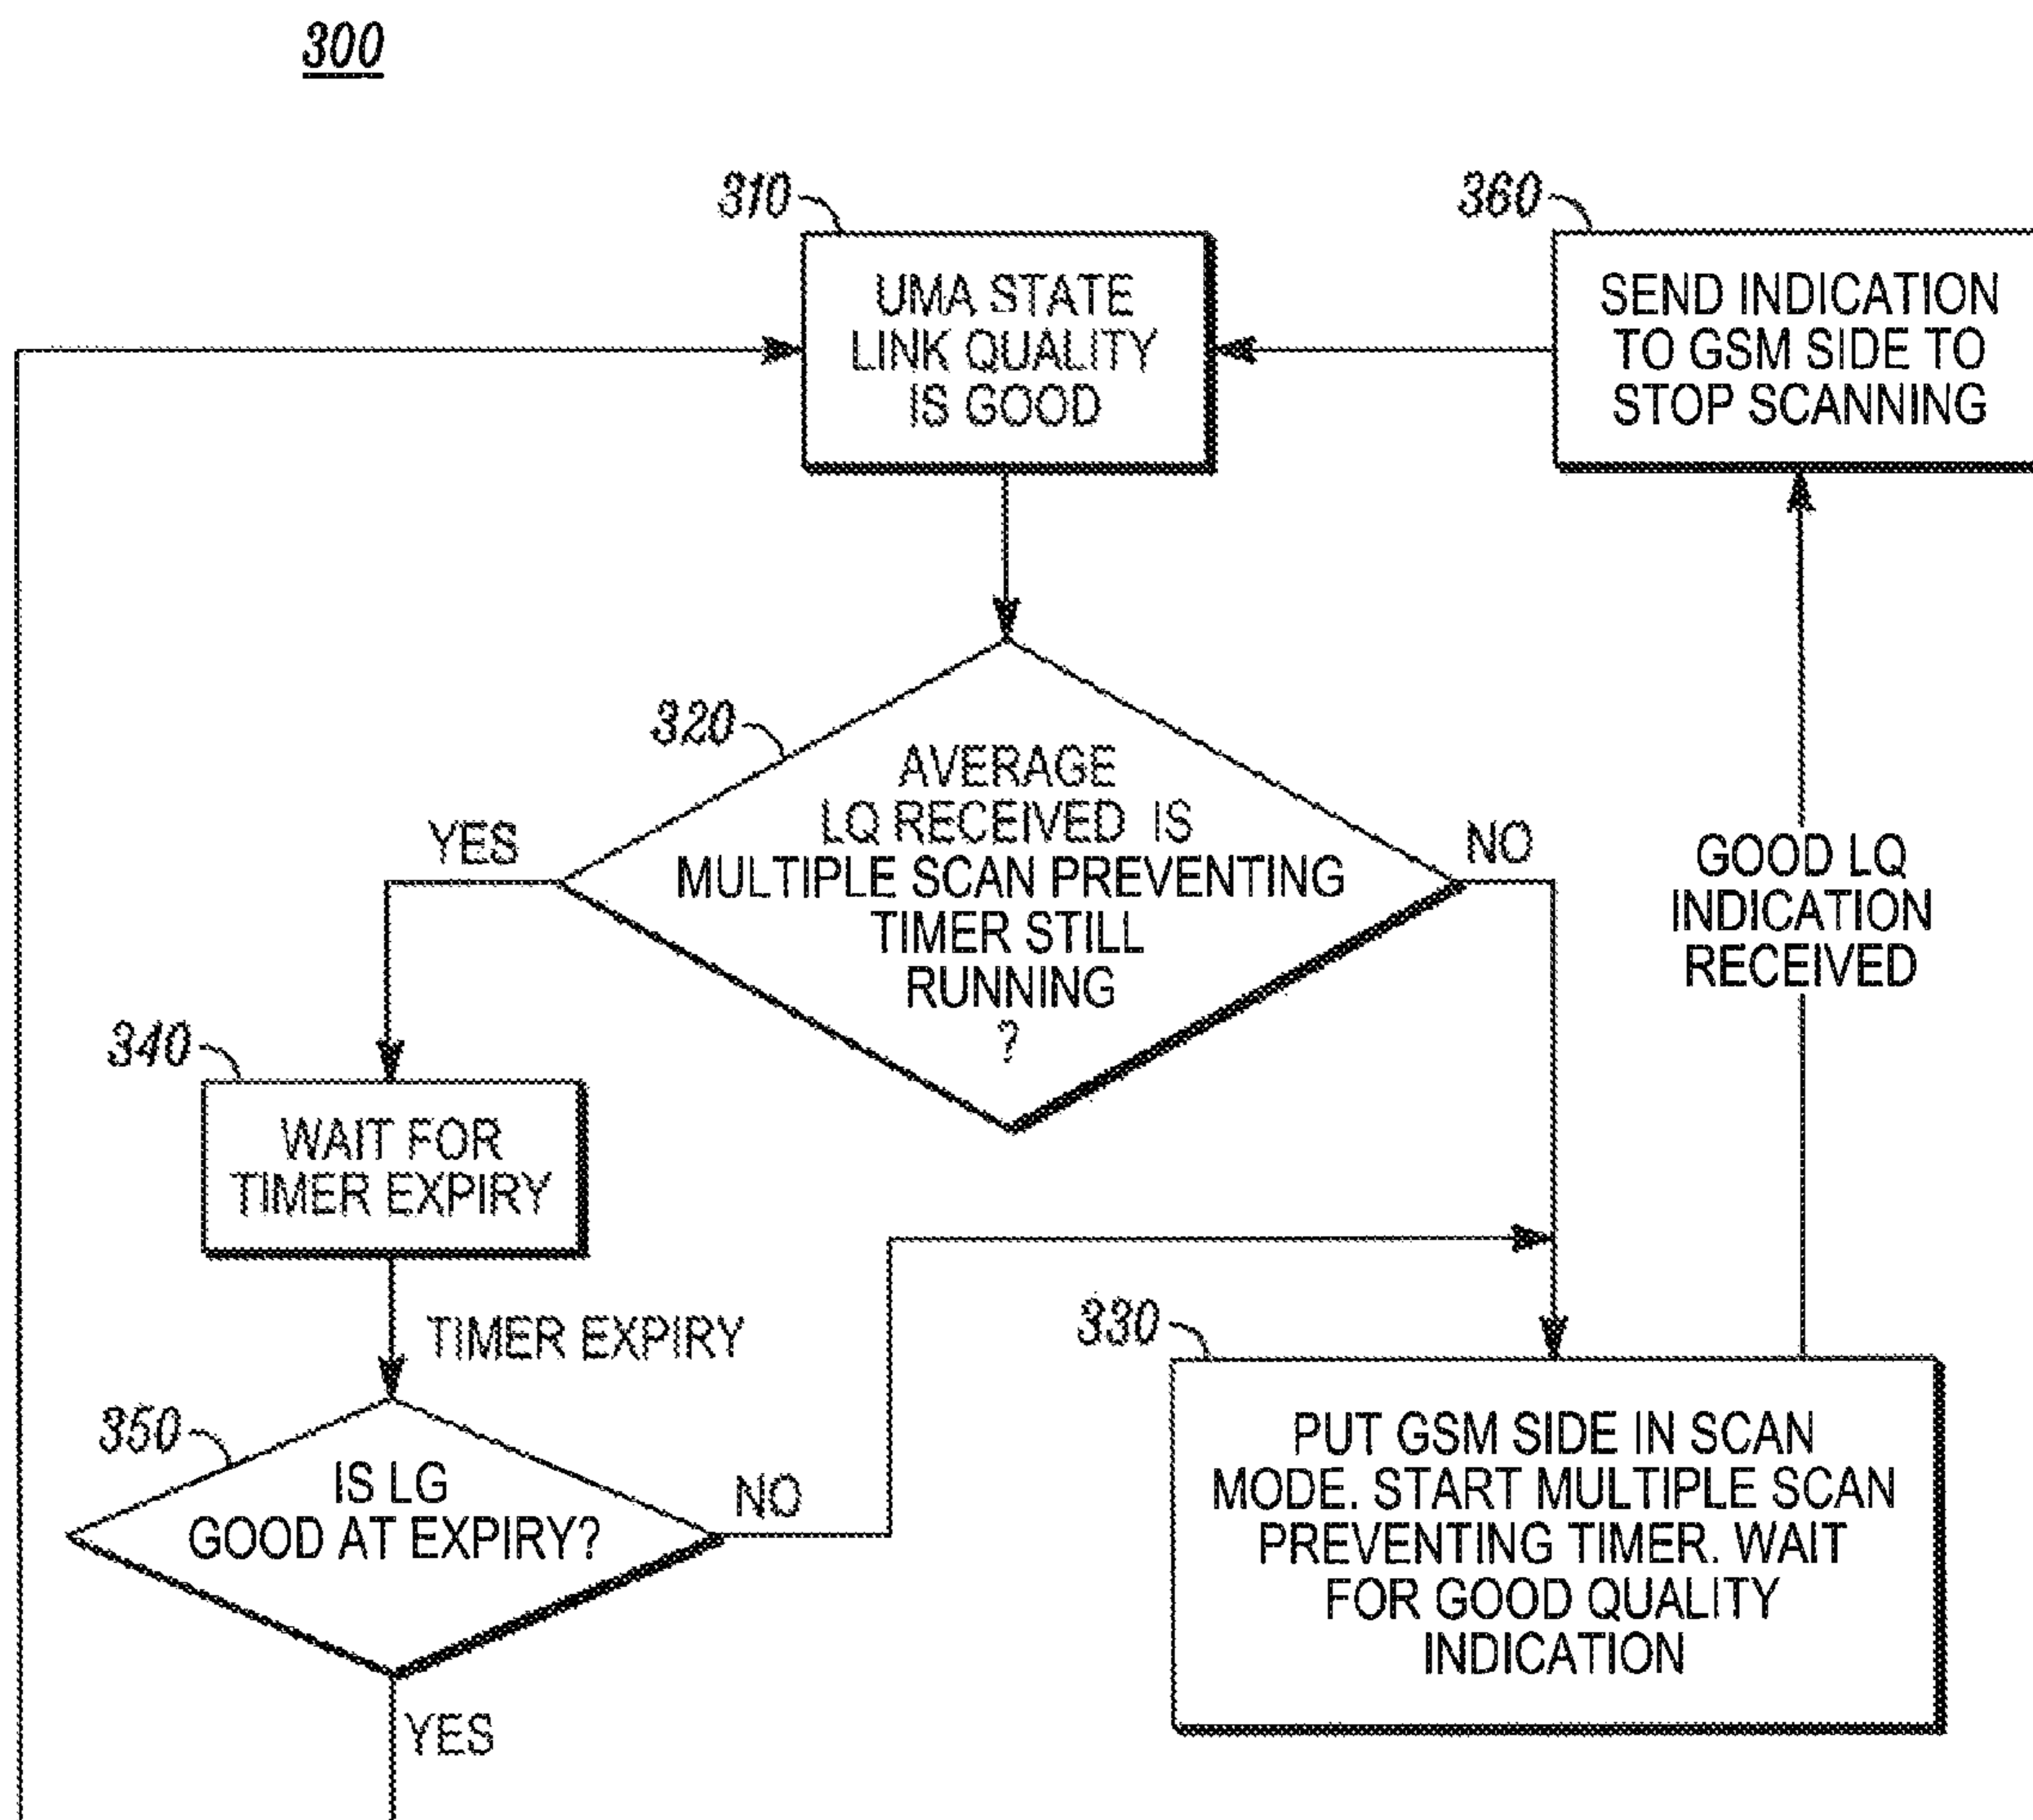 300
310
UMA STATE
LINK QUALITY
IS GOOD
360
SEND INDICATION
TO GSM SIDE TO
STOP SCANNING
320
AVERAGE
LQ RECEIVED IS
MULTIPLE SCAN PREVENTING
TIMER STILL
RUNNING
?
YES
NO
GOOD LQ
INDICATION
RECEIVED
340
WAIT FOR
TIMER EXPIRY
TIMER EXPIRY
330
PUT GSM SIDE IN SCAN
MODE. START MULTIPLE SCAN
PREVENTING TIMER. WAIT
FOR GOOD QUALITY
INDICATION
350
IS LG
GOOD AT EXPIRY?
NO
YES